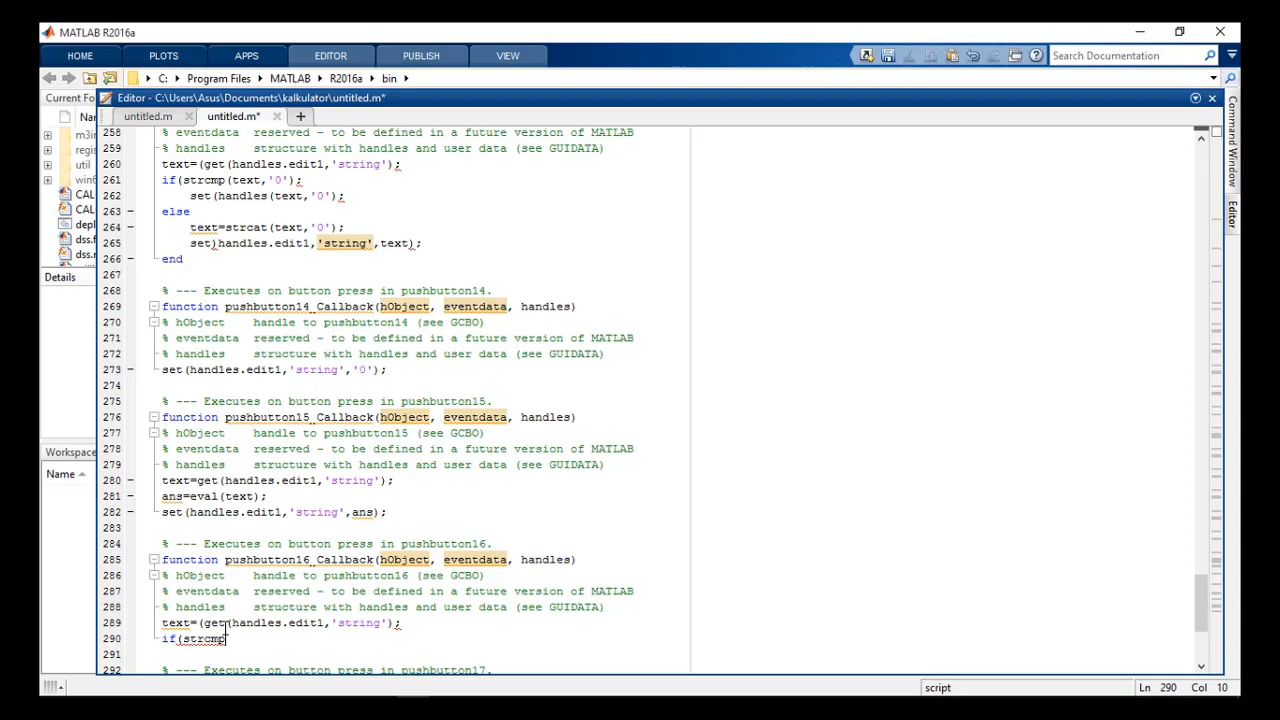 MATLAB R2016a
HOME PLOTS APPS EDITOR PUBLISH VIEW Search Documentation
C: Program Files MATLAB R2016a bin
Current Fo
Editor - C:\Users\Asus\Documents\kalkulator\untitled.m*
Command Window
Editor
Nar
m3ir
regis
util
win6
CAL
CAL
depl
dss.f
dss.r
Details
Workspace
Name
untitled.m untitled.m*
258 % eventdata reserved - to be defined in a future version of MATLAB
259 % handles structure with handles and user data (see GUIDATA)
260 text=(get(handles.edit1,'string');
261 if(strcmp(text,'0');
262 set(handles(text,'0');
263 else
264 text=strcat(text,'0');
265 set)handles.edit1,'string',text);
266 end
267
268 % --- Executes on button press in pushbutton14.
269 function pushbutton14_Callback(hObject, eventdata, handles)
270 % hObject handle to pushbutton14 (see GCBO)
271 % eventdata reserved - to be defined in a future version of MATLAB
272 % handles structure with handles and user data (see GUIDATA)
273 set(handles.edit1,'string','0');
274
275 % --- Executes on button press in pushbutton15.
276 function pushbutton15_Callback(hObject, eventdata, handles)
277 % hObject handle to pushbutton15 (see GCBO)
278 % eventdata reserved - to be defined in a future version of MATLAB
279 % handles structure with handles and user data (see GUIDATA)
280 text=get(handles.edit1,'string');
281 ans=eval(text);
282 set(handles.edit1,'string',ans);
283
284 % --- Executes on button press in pushbutton16.
285 function pushbutton16_Callback(hObject, eventdata, handles)
286 % hObject handle to pushbutton16 (see GCBO)
287 % eventdata reserved - to be defined in a future version of MATLAB
288 % handles structure with handles and user data (see GUIDATA)
289 text=(get(handles.edit1,'string');
290 if(strcmp
291
292 % --- Executes on button press in pushbutton17.
script Ln 290 Col 10